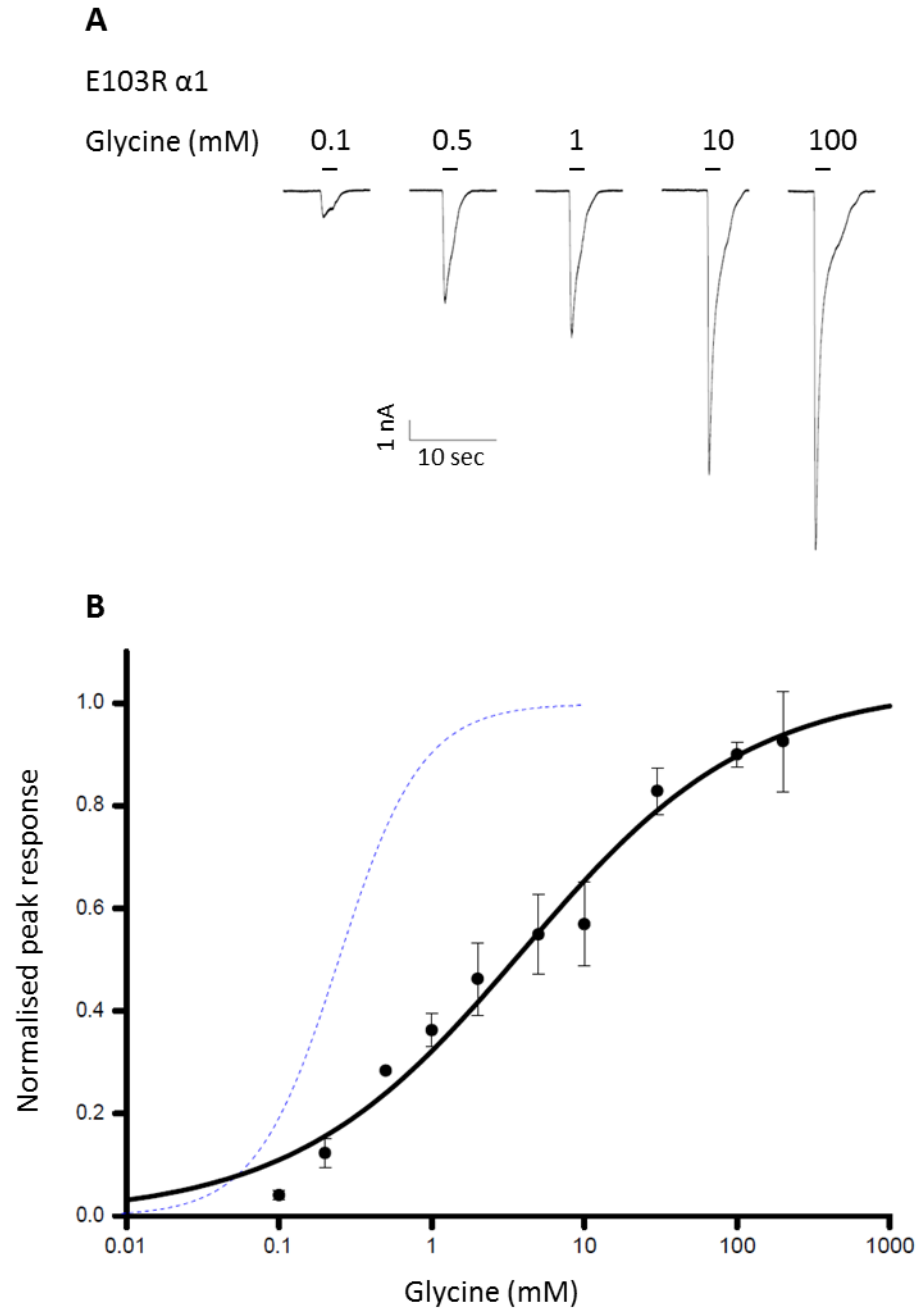 A
E103R α1
Glycine (mM) 0.1 0.5 1 10 100
1 nA
10 sec
B
1.0
0.8
0.6
0.4
0.2
0.0
Normalised peak response
0.01 0.1 1 10 100 1000
Glycine (mM)